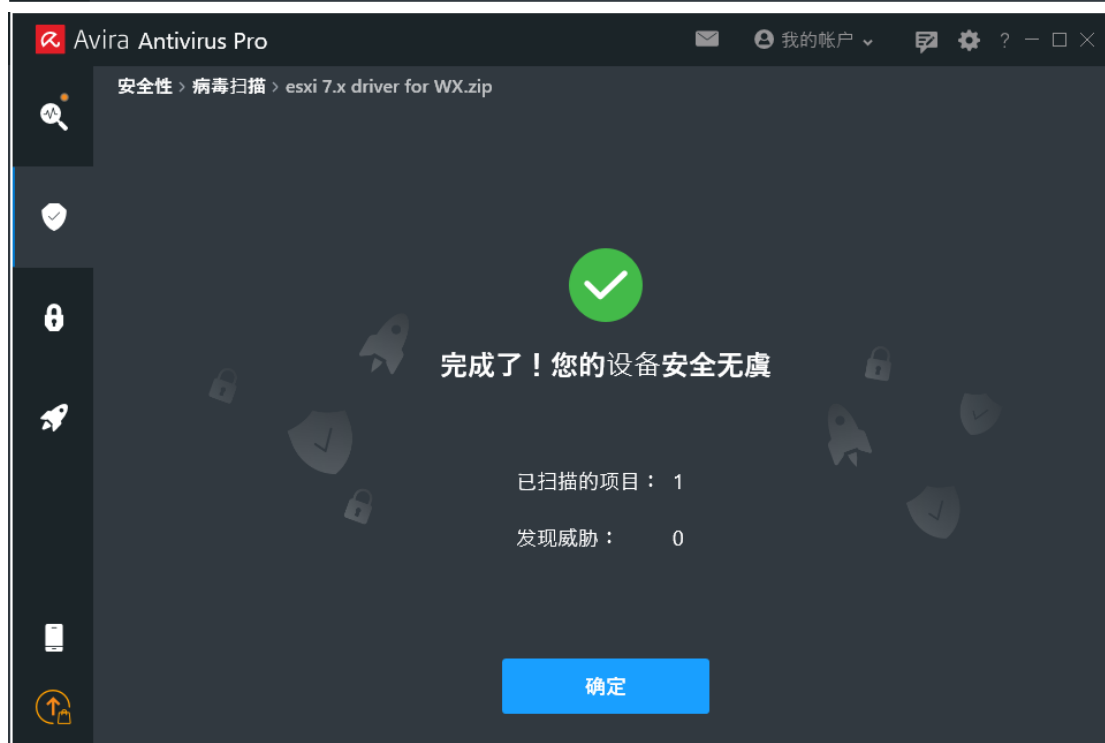 Avira Antivirus Pro
我的帐户
?
安全性 > 病毒扫描 > esxi 7.x driver for WX.zip
完成了！您的设备安全无虞
已扫描的项目： 1
发现威胁： 0
确定